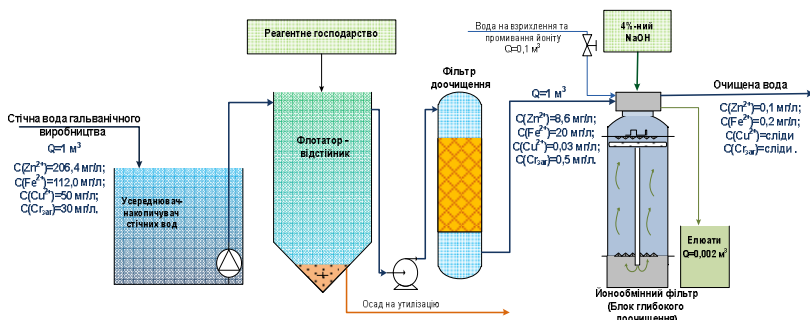 Реагентне господарство
Вода на взрихлення та
промивання йоніту
Q=0,1 м³
4%-ний
NaOH
Стічна вода гальванічного
виробництва
Q=1 м³
C(Zn²⁺)=206,4 мг/л;
C(Fe²⁺)=112,0 мг/л;
C(Cu²⁺)=50 мг/л;
C(Crзаг)=30 мг/л.
Усереднювач-
накопичувач
стічних вод
Флотатор -
відстійник
Фільтр
доочищення
Q=1 м³
C(Zn²⁺)=8,6 мг/л;
C(Fe²⁺)=20 мг/л;
C(Cu²⁺)=0,03 мг/л;
C(Crзаг)=0,5 мг/л.
Очищена вода
C(Zn²⁺)=0,1 мг/л;
C(Fe²⁺)=0,2 мг/л;
C(Cu²⁺)=сліди
C(Crзаг)=сліди .
Елюати
Q=0,002 м³
Осад на утилізацію
Йонообмінний фільтр
(Блок глибокого
доочищення)